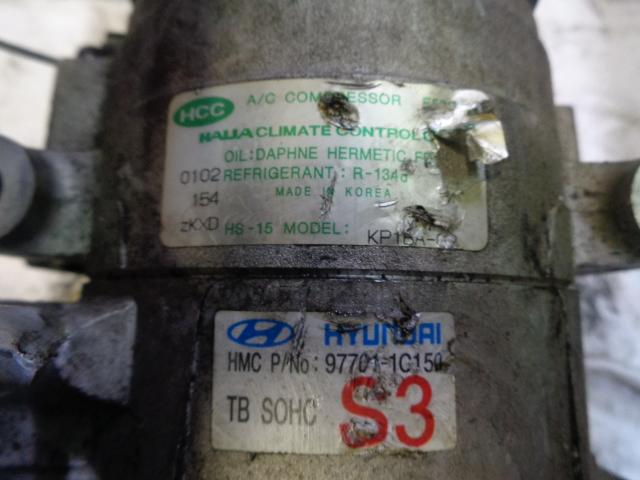 HCC A/C COMPRESSOR
HALLA CLIMATE CONTROL
OIL: DAPHNE HERMETIC
0102 REFRIGERANT : R-134a
154 MADE IN KOREA
zKXD HS-15 MODEL:
HYUNDAI
HMC P/No: 97701-1C150
TB SOHC S3